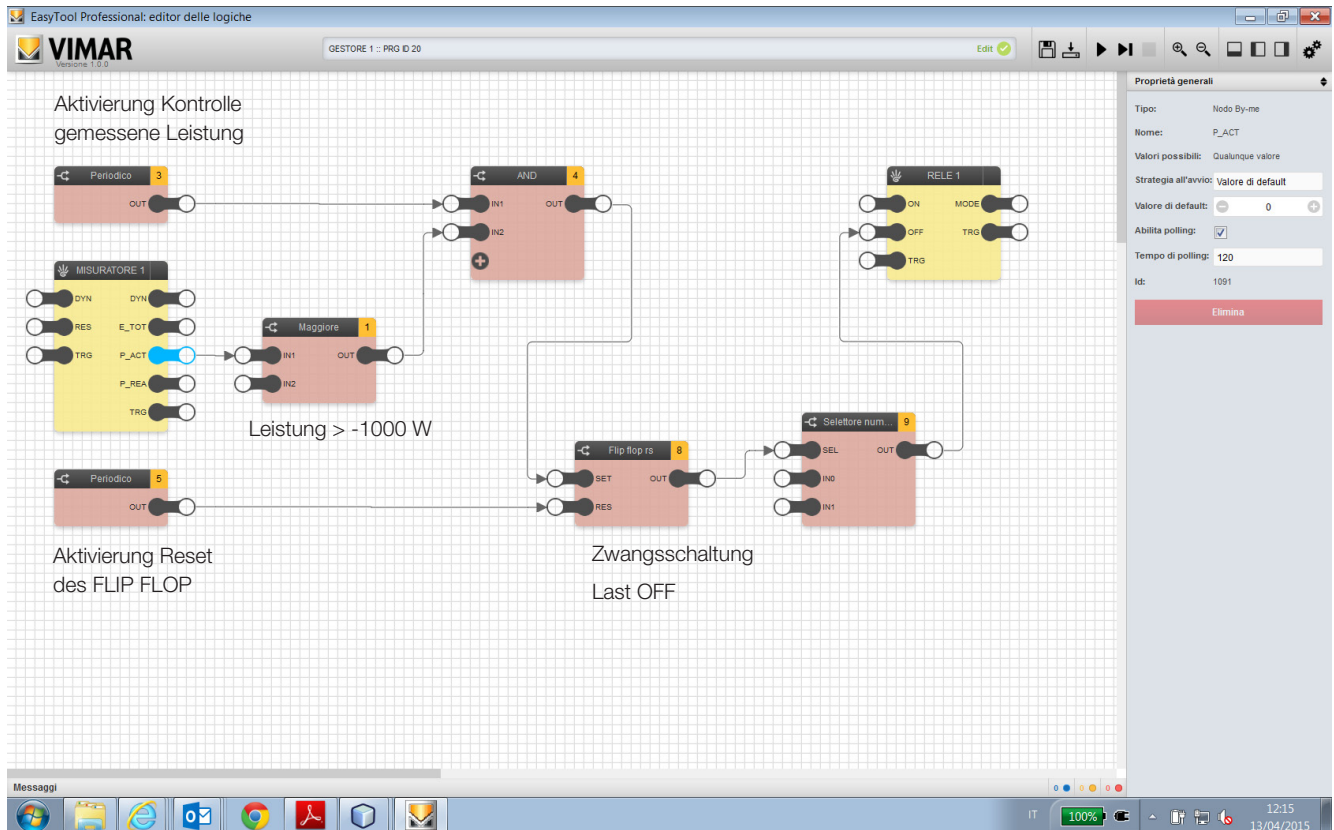 EasyTool Professional: editor delle logiche
VIMAR
Versione 1.0.0
GESTORE 1 :: PRG ID 20
Edit
Aktivierung Kontrolle
gemessene Leistung
Periodico 3
OUT
AND 4
IN1 OUT
IN2
RELE 1
ON MODE
OFF TRG
TRG
MISURATORE 1
DYN DYN
RES E_TOT
TRG P_ACT
P_REA
TRG
Maggiore 1
IN1 OUT
IN2
Leistung > -1000 W
Periodico 5
OUT
Aktivierung Reset
des FLIP FLOP
Flip flop rs 8
SET OUT
RES
Zwangsschaltung
Last OFF
Selettore num... 9
SEL OUT
IN0
IN1
Proprietà generali
Tipo: Nodo By-me
Nome: P_ACT
Valori possibili: Qualunque valore
Strategia all'avvio: Valore di default
Valore di default: 0
Abilita polling:
Tempo di polling: 120
Id: 1091
Elimina
Messaggi
0 0 0
IT 100% 12:15
13/04/2015